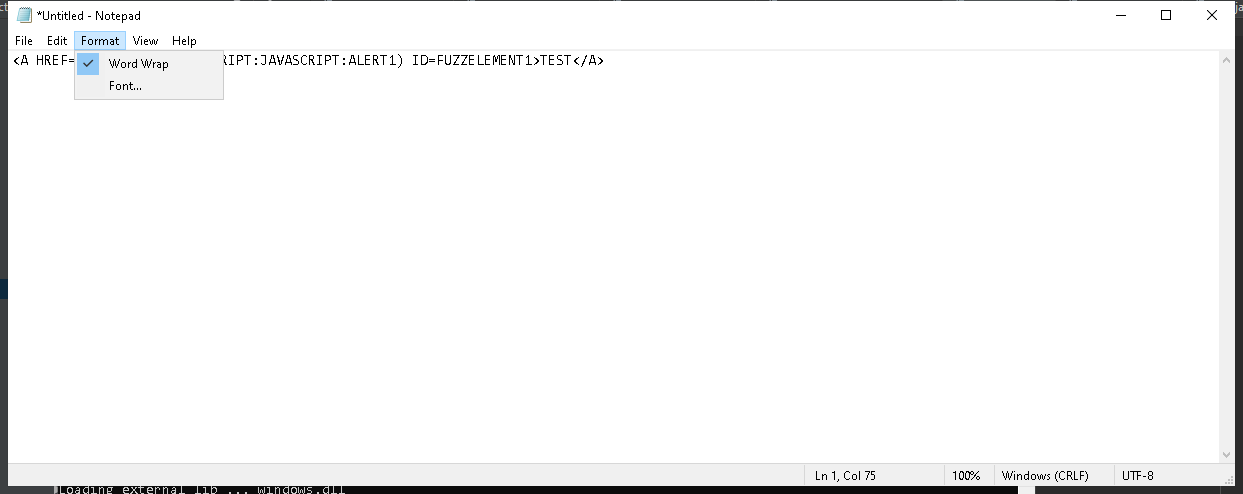 *Untitled - Notepad
File Edit Format View Help
<A HREF= RIPT:JAVASCRIPT:ALERT1) ID=FUZZELEMENT1>TEST</A>
Word Wrap
Font...
Ln 1, Col 75 100% Windows (CRLF) UTF-8
Loading external lib ... windows.dll